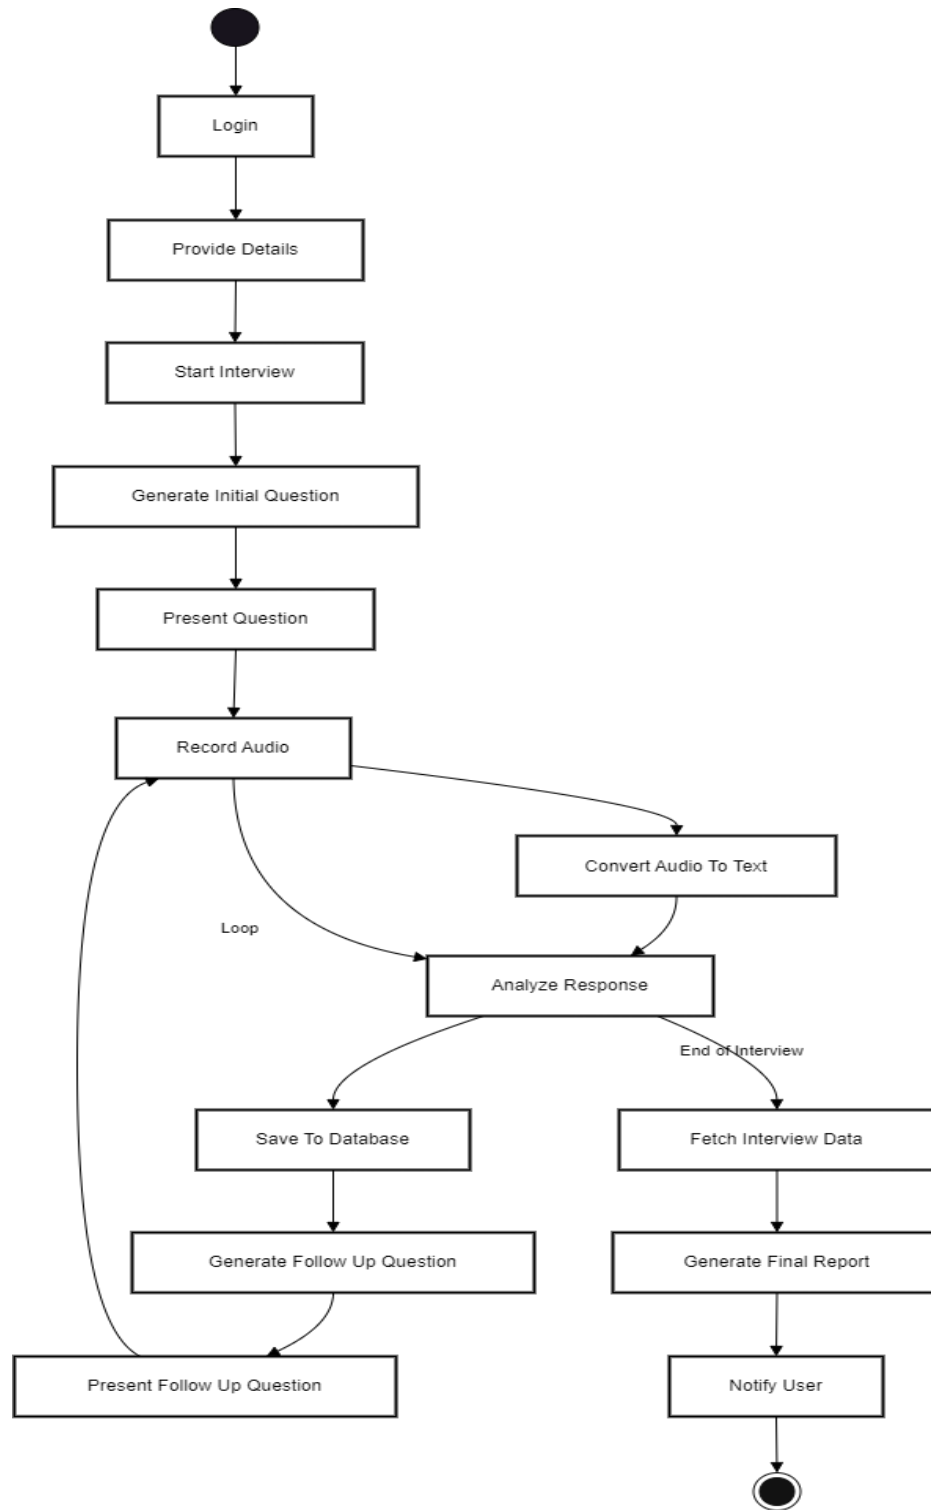 Login
Provide Details
Start Interview
Generate Initial Question
Present Question
Record Audio
Convert Audio To Text
Loop
Analyze Response
End of Interview
Save To Database
Fetch Interview Data
Generate Follow Up Question
Generate Final Report
Present Follow Up Question
Notify User